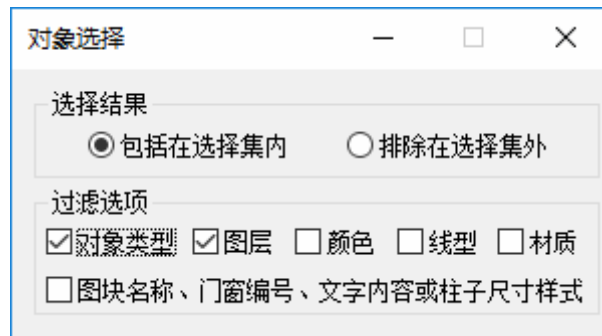 对象选择
选择结果
包括在选择集内 排除在选择集外
过滤选项
对象类型 图层 颜色 线型 材质
图块名称、门窗编号、文字内容或柱子尺寸样式